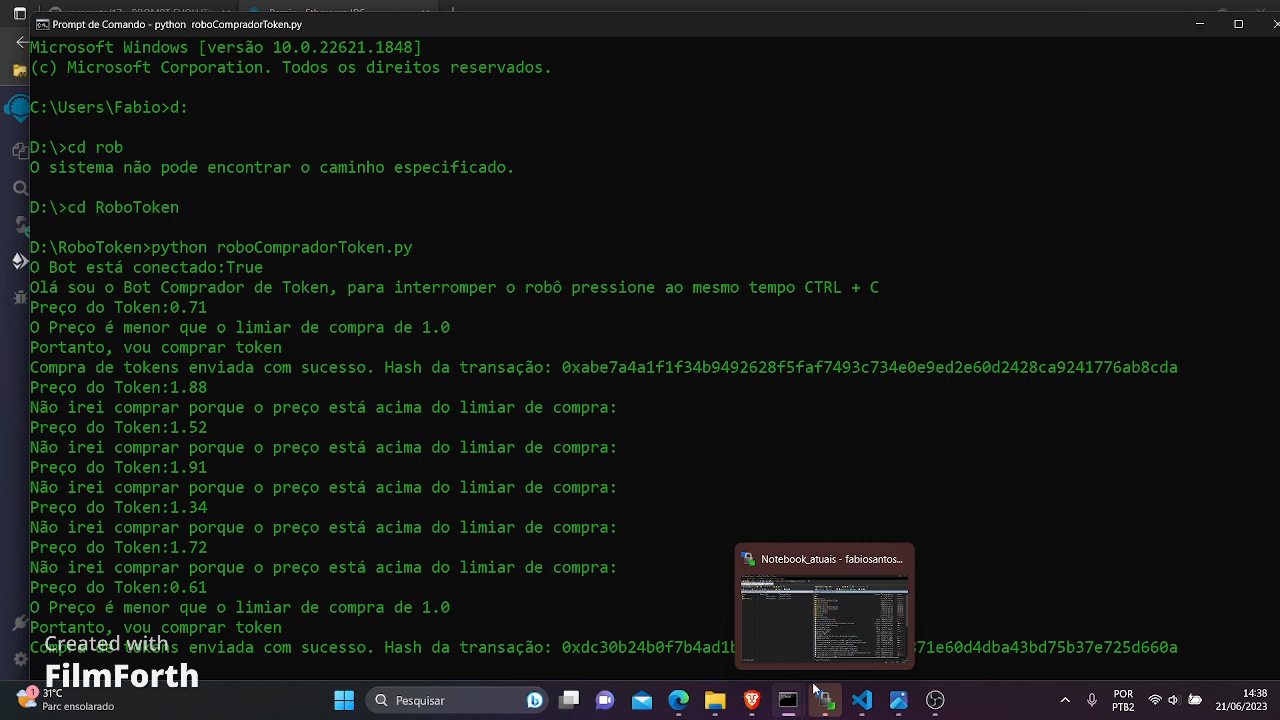 Prompt de Comando - python roboCompradorToken.py
Microsoft Windows [versão 10.0.22621.1848]
(c) Microsoft Corporation. Todos os direitos reservados.
C:\Users\Fabio>d:
D:\>cd rob
O sistema não pode encontrar o caminho especificado.
D:\>cd RoboToken
D:\RoboToken>python roboCompradorToken.py
O Bot está conectado:True
Olá sou o Bot Comprador de Token, para interromper o robô pressione ao mesmo tempo CTRL + C
Preço do Token:0.71
O Preço é menor que o limiar de compra de 1.0
Portanto, vou comprar token
Compra de tokens enviada com sucesso. Hash da transação: 0xabe7a4a1f1f34b9492628f5faf7493c734e0e9ed2e60d2428ca9241776ab8cda
Preço do Token:1.88
Não irei comprar porque o preço está acima do limiar de compra:
Preço do Token:1.52
Não irei comprar porque o preço está acima do limiar de compra:
Preço do Token:1.91
Não irei comprar porque o preço está acima do limiar de compra:
Preço do Token:1.34
Não irei comprar porque o preço está acima do limiar de compra:
Preço do Token:1.72
Não irei comprar porque o preço está acima do limiar de compra:
Preço do Token:0.61
O Preço é menor que o limiar de compra de 1.0
Portanto, vou comprar token
Compra de tokens enviada com sucesso. Hash da transação: 0xdc30b24b0f7b4ad1 71e60d4dba43bd75b37e725d660a
Notebook_atuais - fabiosantos...
Created with
FilmForth
1
31°C
Parc ensolarado
Pesquisar
POR
PTB2
14:38
21/06/2023